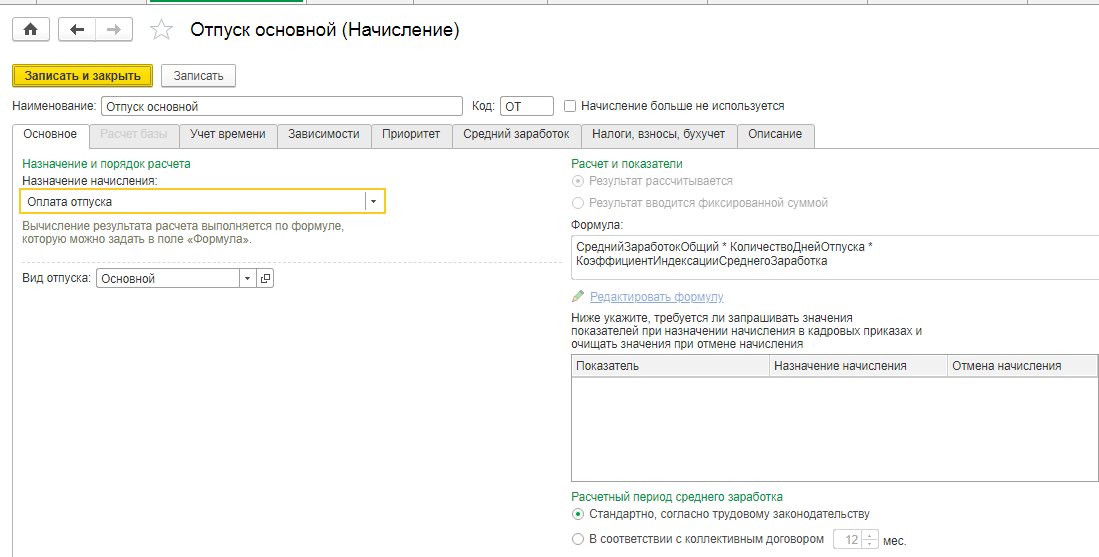 Отпуск основной (Начисление)
Записать и закрыть
Записать
Наименование: Отпуск основной Код: ОТ Начисление больше не используется
Основное Расчет базы Учет времени Зависимости Приоритет Средний заработок Налоги, взносы, бухучет Описание
Назначение и порядок расчета
Назначение начисления:
Оплата отпуска
Вычисление результата расчета выполняется по формуле,
которую можно задать в поле «Формула».
Вид отпуска: Основной
Расчет и показатели
Результат рассчитывается
Результат вводится фиксированной суммой
Формула:
СреднийЗаработокОбщий * КоличествоДнейОтпуска *
КоэффициентИндексацииСреднегоЗаработка
Редактировать формулу
Ниже укажите, требуется ли запрашивать значения
показателей при назначении начисления в кадровых приказах и
очищать значения при отмене начисления
Показатель Назначение начисления Отмена начисления
Расчетный период среднего заработка
Стандартно, согласно трудовому законодательству
В соответствии с коллективным договором 12 мес.